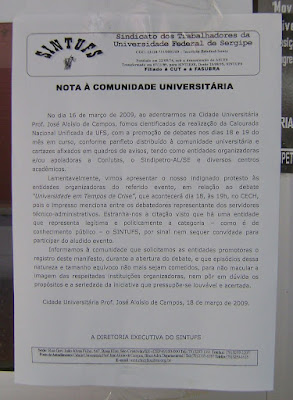 SINTUFS
Sindicato dos Trabalhadores da
Universidade Federal de Sergipe
Filiado à CUT e à FASUBRA
NOTA À COMUNIDADE UNIVERSITÁRIA
No dia 16 de março de 2009, ao adentrarmos na Cidade Universitária
Prof. José Aloísio de Campos, fomos cientificados da realização da Calourada
Nacional Unificada da UFS, com a promoção de debates nos dias 18 e 19 do
mês em curso, conforme panfleto distribuído à comunidade universitária e
cartazes afixados em quadros de avisos, tendo como entidades organizadoras
e/ou apoiadoras a Conlutas, o Sindipetro-AL/SE e diversos centros
acadêmicos.
Lamentavelmente, vimos apresentar o nosso indignado protesto às
entidades organizadoras do referido evento, em relação ao debate
"Universidade em Tempos de Crise", que acontecerá dia 18, às 19h, no CECH,
pois o impresso menciona entre os debatedores representante dos servidores
técnico-administrativos. Estranha-nos a citação visto que há uma entidade
que representa legítima e politicamente a categoria – como é de
conhecimento público – o SINTUFS, por sinal nem sequer convidada para
participar do aludido evento.
Informamos à comunidade que solicitamos às entidades promotoras o
registro deste manifesto, durante a abertura do debate, e que episódios dessa
natureza e tamanho equívoco não mais sejam cometidos, para não macular a
imagem das respeitadas instituições organizadoras, nem pôr em dúvida os
propósitos e a seriedade da iniciativa que pressupõe-se louvável e acertada.
Cidade Universitária Prof. José Aloísio de Campos, 18 de março de 2009.
A DIRETORIA EXECUTIVA DO SINTUFS